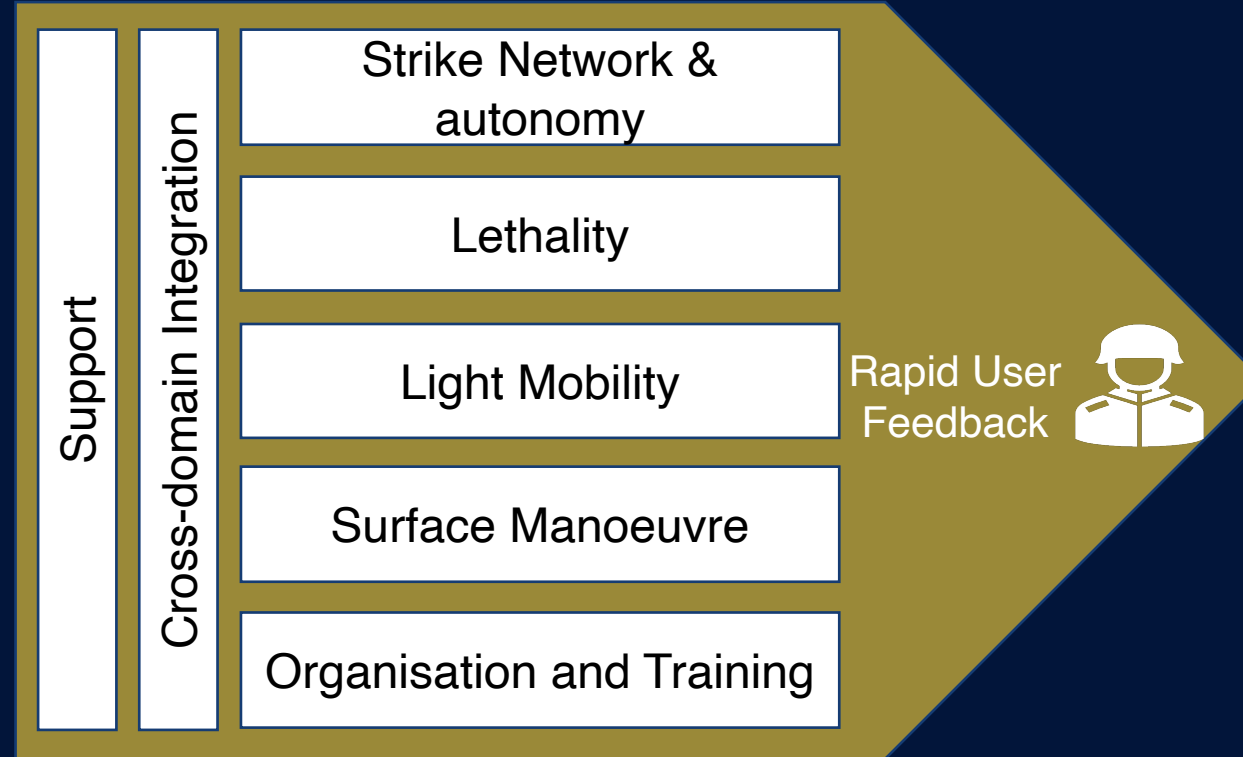 Support
Cross-domain Integration
Strike Network &
autonomy
Lethality
Light Mobility
Surface Manoeuvre
Organisation and Training
Rapid User
Feedback